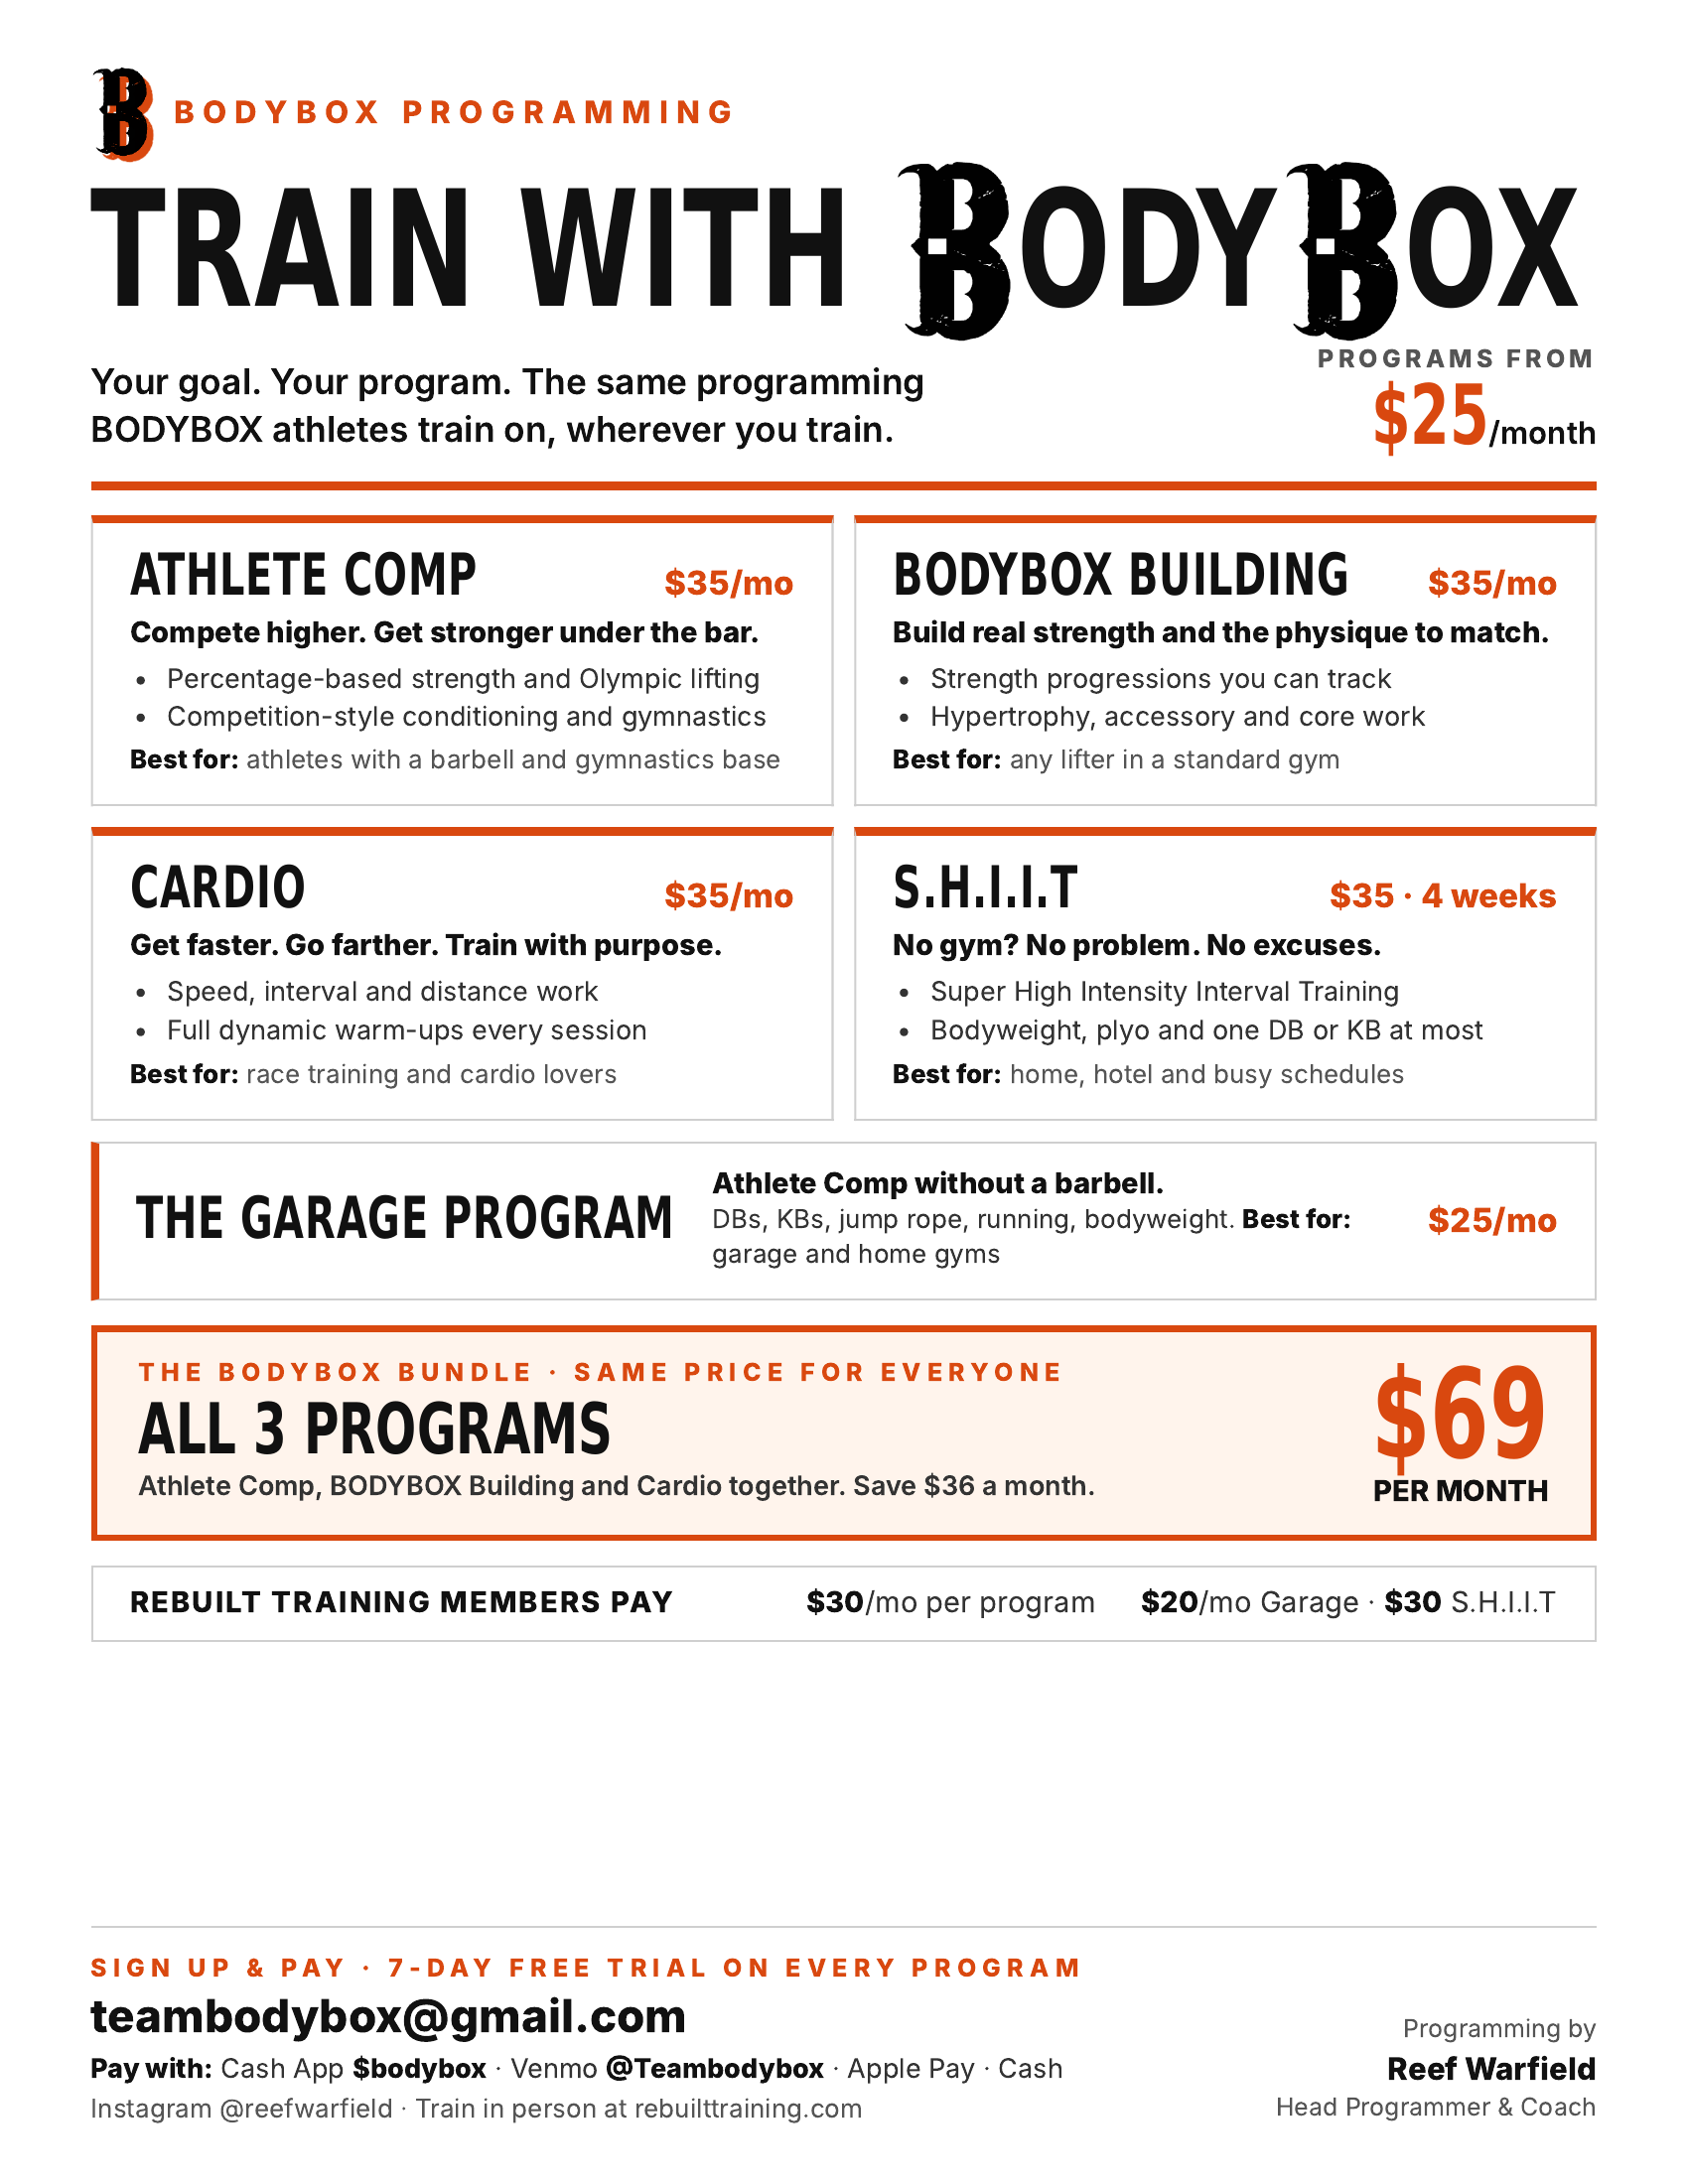 B BODYBOX PROGRAMMING
TRAIN WITH BODYBOX
Your goal. Your program. The same programming
BODYBOX athletes train on, wherever you train.
PROGRAMS FROM
$25/month
ATHLETE COMP $35/mo
Compete higher. Get stronger under the bar.
• Percentage-based strength and Olympic lifting
• Competition-style conditioning and gymnastics
Best for: athletes with a barbell and gymnastics base
BODYBOX BUILDING $35/mo
Build real strength and the physique to match.
• Strength progressions you can track
• Hypertrophy, accessory and core work
Best for: any lifter in a standard gym
CARDIO $35/mo
Get faster. Go farther. Train with purpose.
• Speed, interval and distance work
• Full dynamic warm-ups every session
Best for: race training and cardio lovers
S.H.I.I.T $35 · 4 weeks
No gym? No problem. No excuses.
• Super High Intensity Interval Training
• Bodyweight, plyo and one DB or KB at most
Best for: home, hotel and busy schedules
THE GARAGE PROGRAM
Athlete Comp without a barbell.
DBs, KBs, jump rope, running, bodyweight. Best for:
garage and home gyms
$25/mo
THE BODYBOX BUNDLE · SAME PRICE FOR EVERYONE
ALL 3 PROGRAMS
Athlete Comp, BODYBOX Building and Cardio together. Save $36 a month.
$69
PER MONTH
REBUILT TRAINING MEMBERS PAY $30/mo per program $20/mo Garage · $30 S.H.I.I.T
SIGN UP & PAY · 7-DAY FREE TRIAL ON EVERY PROGRAM
teambodybox@gmail.com
Pay with: Cash App $bodybox · Venmo @Teambodybox · Apple Pay · Cash
Instagram @reefwarfield · Train in person at rebuilttraining.com
Programming by
Reef Warfield
Head Programmer & Coach